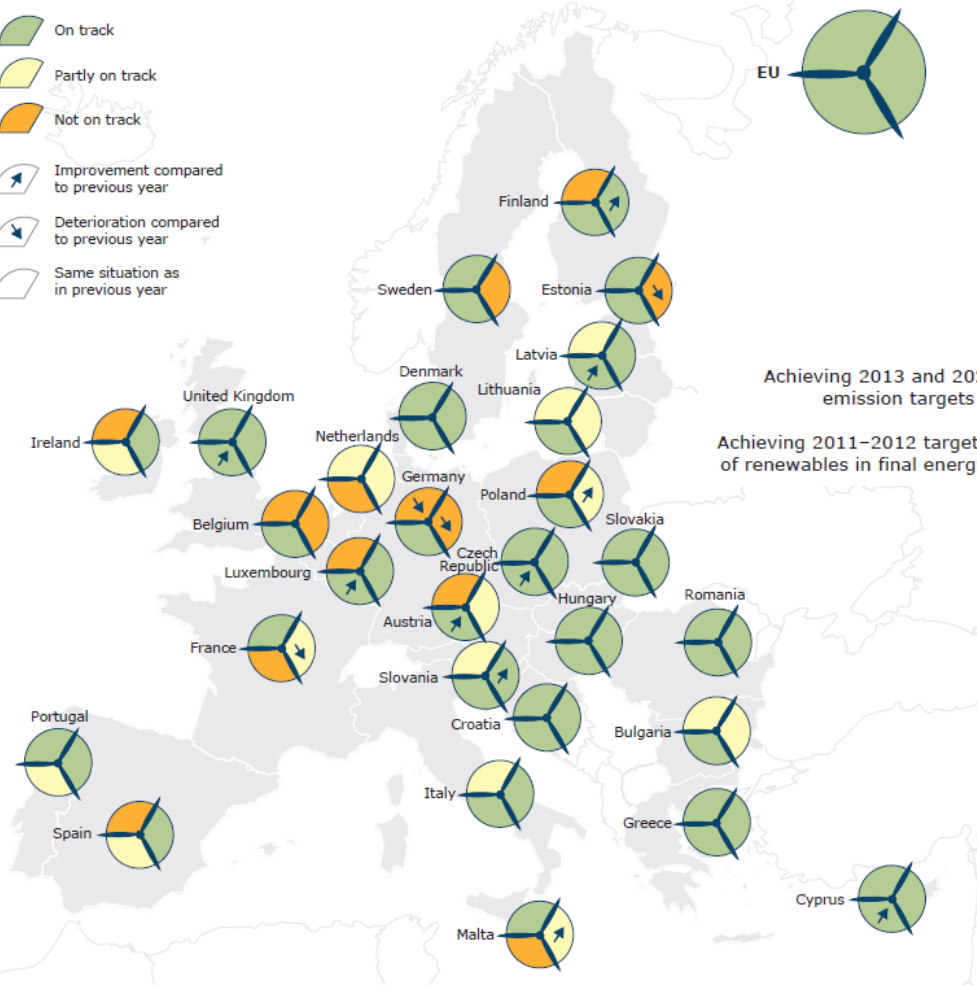 On track
Partly on track
Not on track
Improvement compared
to previous year
Deterioration compared
to previous year
Same situation as
in previous year
EU
Finland
Sweden
Estonia
Latvia
Denmark
Lithuania
Achieving 2013 and 20
emission targets
United Kingdom
Ireland
Netherlands
Achieving 2011–2012 target
of renewables in final energ
Germany
Poland
Belgium
Slovakia
Czech
Republic
Luxembourg
Hungary
Romania
Austria
France
Slovania
Portugal
Croatia
Bulgaria
Italy
Spain
Greece
Cyprus
Malta